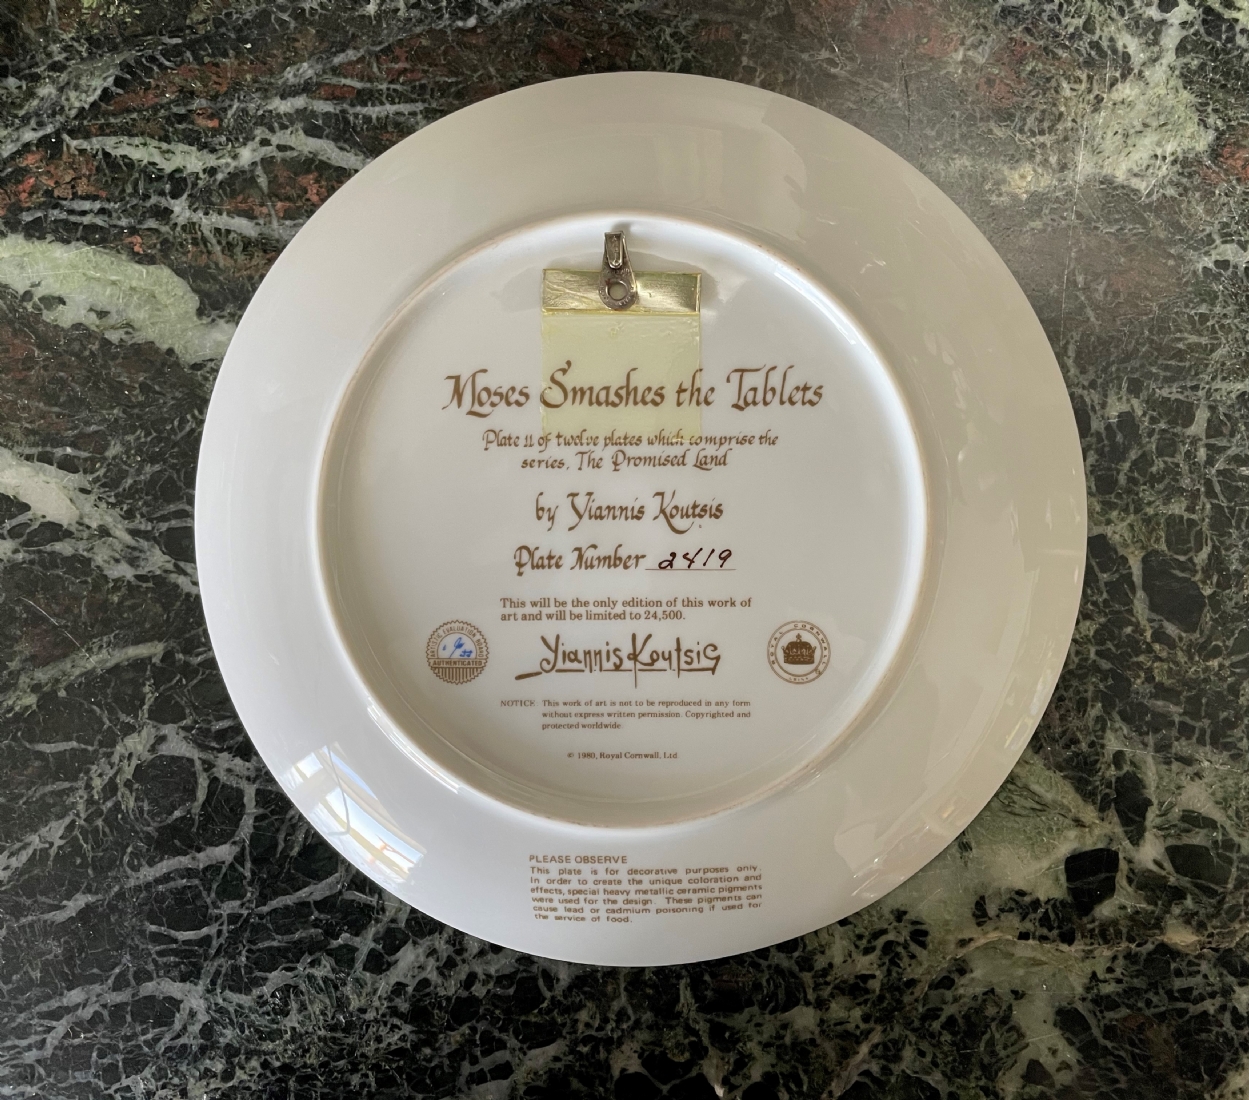 Moses Smashes the Tablets
Plate 11 of twelve plates which comprise the
series, The Promised Land
by Yiannis Koutsis
Plate Number 2419
This will be the only edition of this work of
art and will be limited to 24,500.
EVALUATION BOARD
AUTHENTICATED
Yiannis Koutsis
ROYAL CORNWALL
NOTICE This work of art is not to be reproduced in any form
without express written permission. Copyrighted and
protected worldwide
© 1980, Royal Cornwall, Ltd
PLEASE OBSERVE
This plate is for decorative purposes only.
In order to create the unique coloration and
effects, special heavy metallic ceramic pigments
were used for the design. These pigments can
cause lead or cadmium poisoning if used for
the service of food.